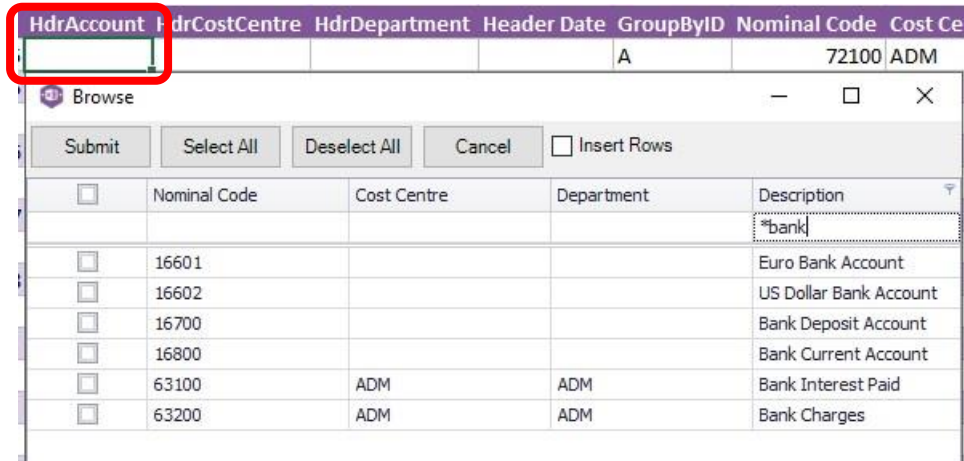 HdrAccount HdrCostCentre HdrDepartment Header Date GroupByID Nominal Code Cost Ce
A 72100 ADM
Browse
Submit Select All Deselect All Cancel Insert Rows
Nominal Code Cost Centre Department Description
*bank
16601 Euro Bank Account
16602 US Dollar Bank Account
16700 Bank Deposit Account
16800 Bank Current Account
63100 ADM ADM Bank Interest Paid
63200 ADM ADM Bank Charges